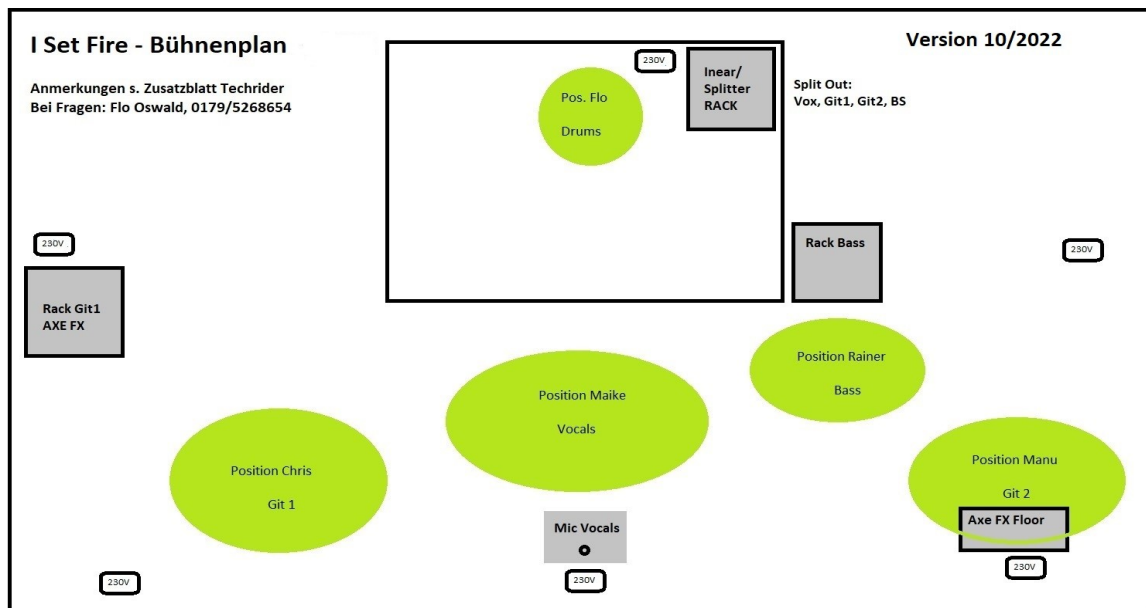 I Set Fire - Bühnenplan
Version 10/2022
Anmerkungen s. Zusatzblatt Techrider
Bei Fragen: Flo Oswald, 0179/5268654
Pos. Flo
Drums
230V
Inear/
Splitter
RACK
Split Out:
Vox, Git1, Git2, BS
230V
Rack Git1
AXE FX
Rack Bass
230V
Position Rainer
Bass
Position Maike
Vocals
Position Chris
Git 1
Position Manu
Git 2
Axe FX Floor
Mic Vocals
230V
230V
230V